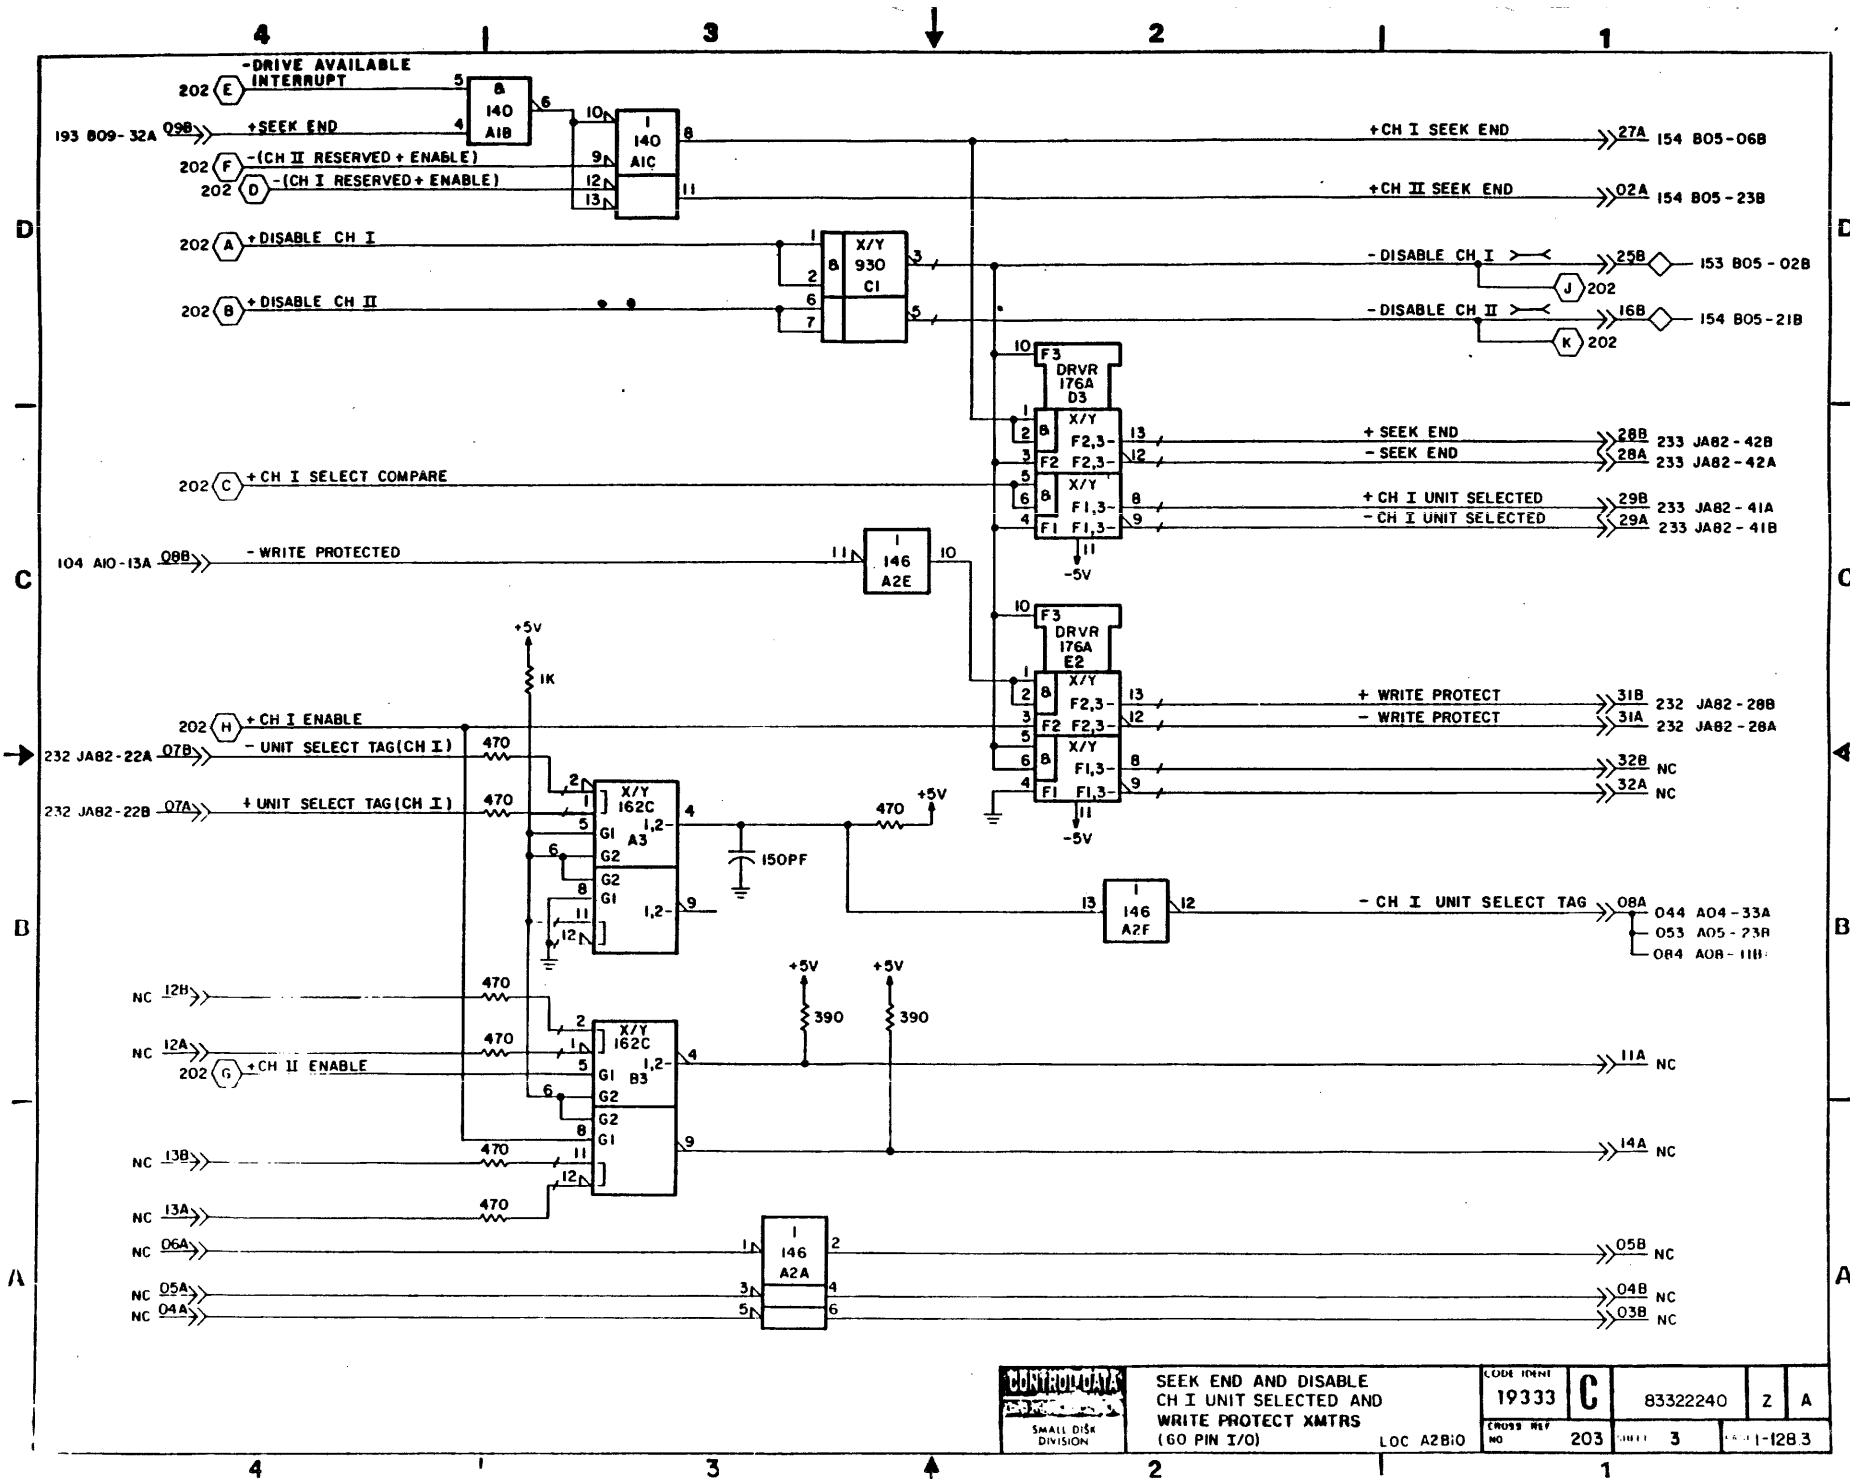 4 3 2 1
-DRIVE AVAILABLE
INTERRUPT
202 E
5 & 6
140
A1B
193 B09-32A 09B +SEEK END 4
10 1 8 +CH I SEEK END 27A 154 B05-06B
140
A1C
202 F -(CH II RESERVED + ENABLE) 9
202 D -(CH I RESERVED + ENABLE) 12
13 11 +CH II SEEK END 02A 154 B05-23B
D D
202 A +DISABLE CH I 1
2 & X/Y
930
C1
3 -DISABLE CH I 25B 153 B05-02B
J 202
202 B +DISABLE CH II 6
7 5 -DISABLE CH II 16B 154 B05-21B
K 202
10 F3
DRVR
176A
D3
1 X/Y
2 & F2,3- 13 + SEEK END 28B 233 JA82-42B
3 F2 F2,3- 12 - SEEK END 28A 233 JA82-42A
202 C +CH I SELECT COMPARE 5 X/Y
6 & F1,3- 8 +CH I UNIT SELECTED 29B 233 JA82-41A
4 F1 F1,3- 9 -CH I UNIT SELECTED 29A 233 JA82-41B
11
-5V
104 A10-13A 08B -WRITE PROTECTED 11 1 10
146
A2E
C C
10 F3
DRVR
176A
E2
+5V
1K
1 X/Y
2 & F2,3- 13 + WRITE PROTECT 31B 232 JA82-28B
202 H +CH I ENABLE 3 F2 F2,3- 12 - WRITE PROTECT 31A 232 JA82-28A
5 X/Y
6 & F1,3- 8 32B NC
4 F1 F1,3- 9 32A NC
11
-5V
232 JA82-22A 07B -UNIT SELECT TAG (CH I) 470
232 JA82-22B 07A +UNIT SELECT TAG (CH I) 470
2 X/Y
1 162C
5 G1 1,2- 4
A3
6 G2
G2
8 G1
11 1,2- 9
12
150PF
470 +5V
13 1 12 -CH I UNIT SELECT TAG 08A 044 A04-33A
146
A2F
053 A05-23B
084 A08-11B
B B
+5V +5V
390 390
NC 12B 470
NC 12A 470
202 G +CH II ENABLE
2 X/Y
1 162C
5 G1 1,2- 4 11A NC
B3
6 G2
G2
8 G1
9 14A NC
NC 13B 470 11
12
NC 13A 470
NC 06A 1 1 2 05B NC
146
A2A
NC 05A 3 4 04B NC
NC 04A 5 6 03B NC
A A
CONTROL DATA
SMALL DISK
DIVISION
SEEK END AND DISABLE
CH I UNIT SELECTED AND
WRITE PROTECT XMTRS
(60 PIN I/O) LOC A2B10
CODE IDENT
19333 C 83322240 Z A
CROSS REF
NO 203 SHEET 3 1-128.3
4 3 2 1